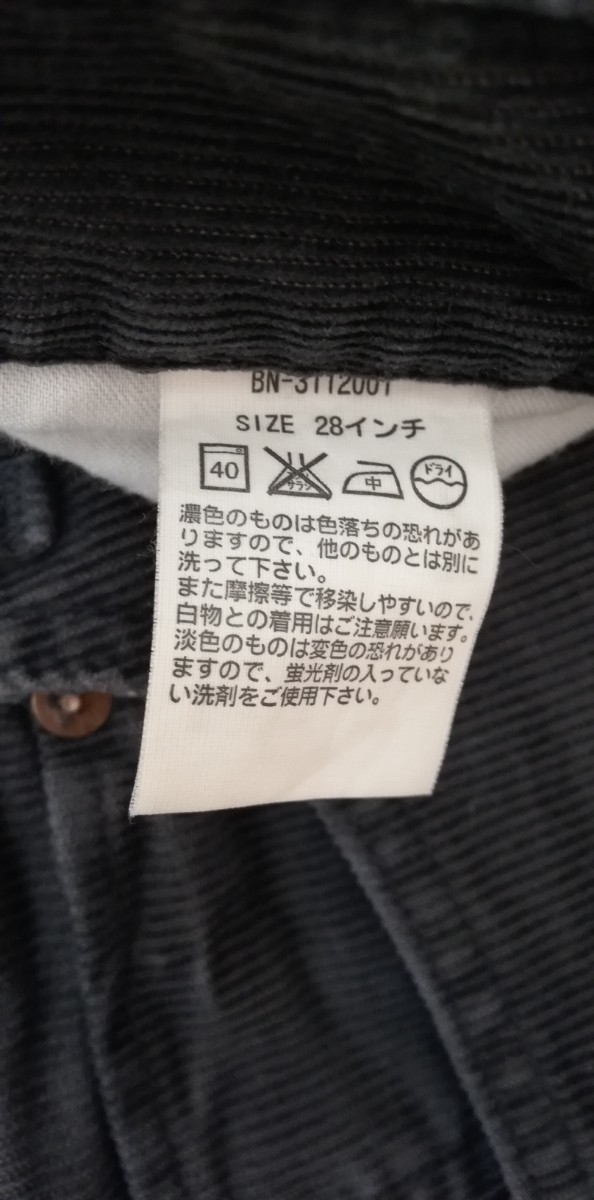 BN-3112001
SIZE 28インチ
40 サラシ 中 ドライ
濃色のものは色落ちの恐れがあ
りますので、他のものとは別に
洗って下さい。
また摩擦等で移染しやすいので、
白物との着用はご注意願います。
淡色のものは変色の恐れがあり
ますので、蛍光剤の入っていな
い洗剤をご使用下さい。